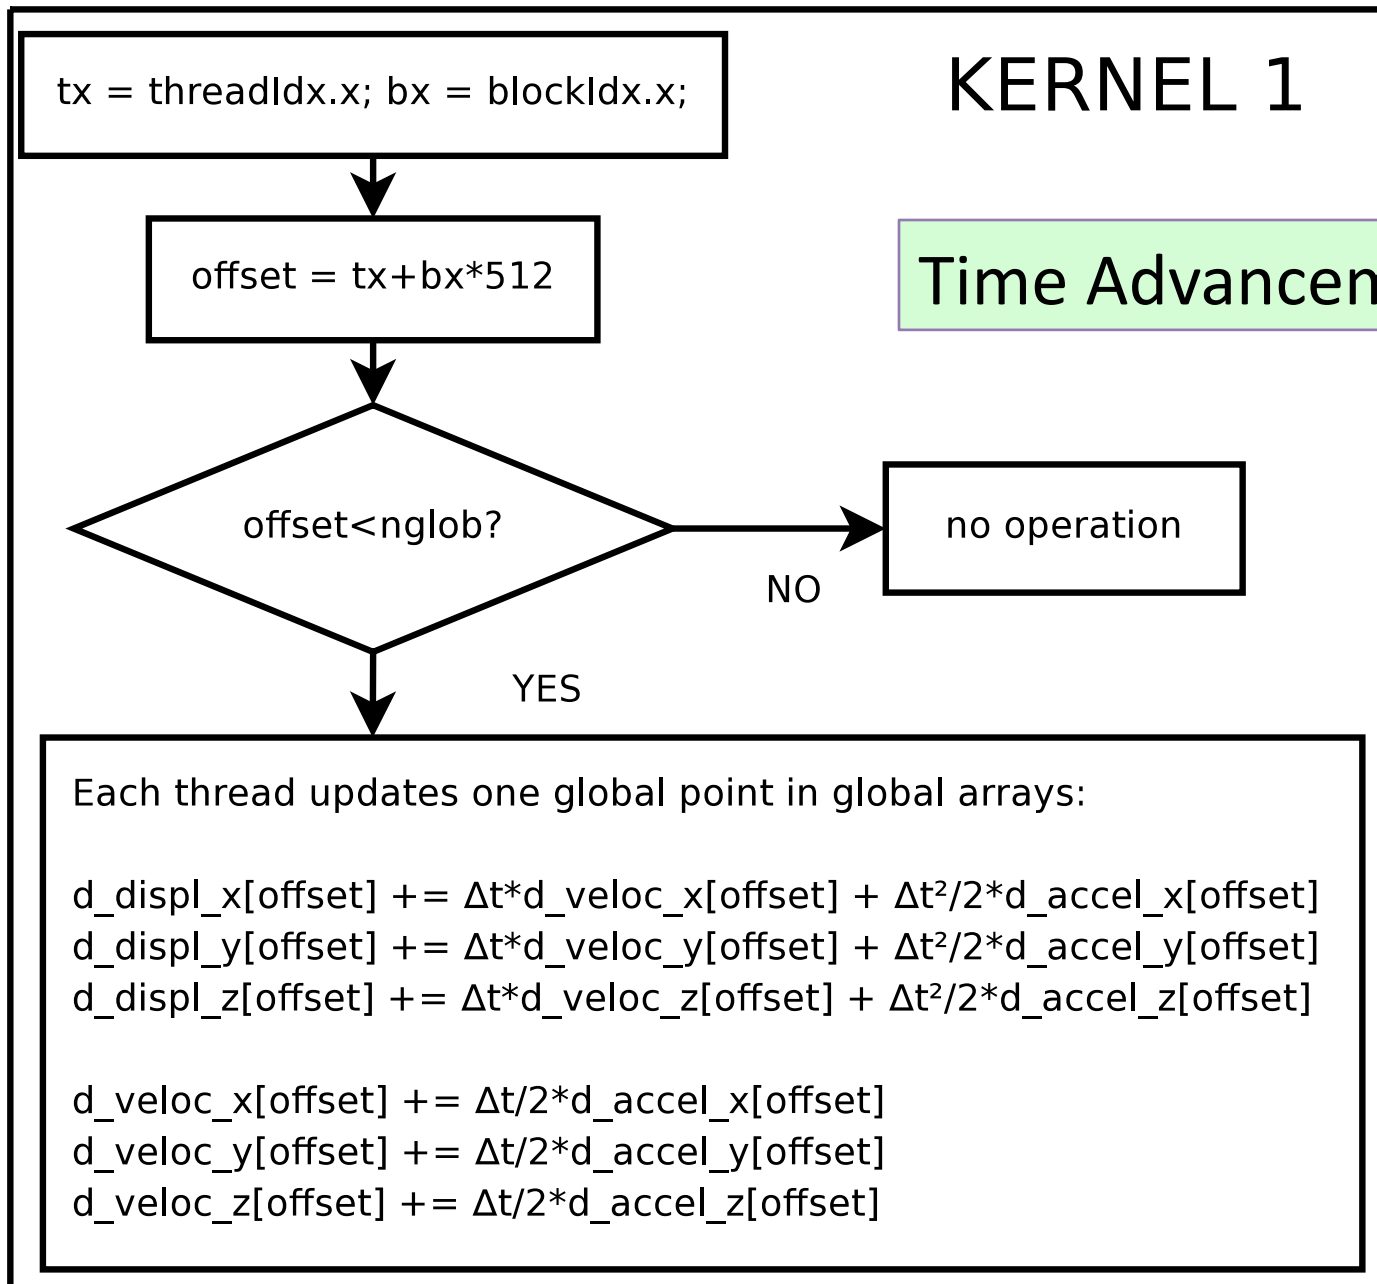 tx = threadIdx.x; bx = blockIdx.x;
KERNEL 1
offset = tx+bx*512
Time
offset<nglob?
no operation
NO
YES
Each thread updates one global point in global arrays:
d_displ_x[offset] += Δt*d_veloc_x[offset] + Δt²/2*d_accel_x[offset]
d_displ_y[offset] += Δt*d_veloc_y[offset] + Δt²/2*d_accel_y[offset]
d_displ_z[offset] += Δt*d_veloc_z[offset] + Δt²/2*d_accel_z[offset]
d_veloc_x[offset] += Δt/2*d_accel_x[offset]
d_veloc_y[offset] += Δt/2*d_accel_y[offset]
d_veloc_z[offset] += Δt/2*d_accel_z[offset]